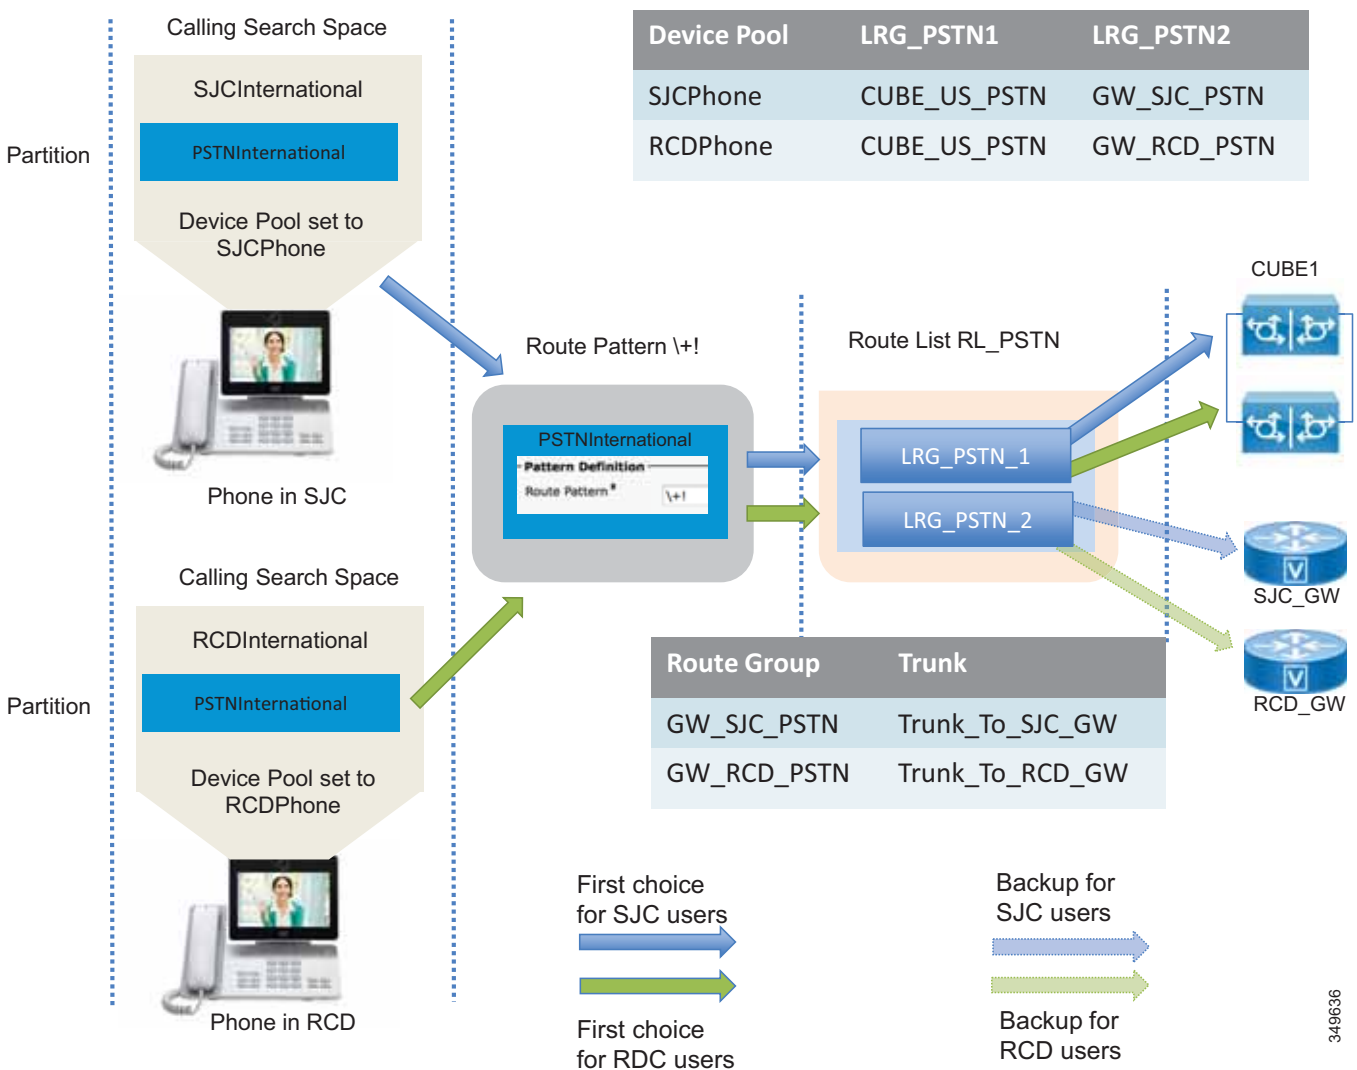 Calling Search Space
SJCInternational
Partition
PSTNInternational
Device Pool set to
SJCPhone
Phone in SJC
Calling Search Space
RCDInternational
Partition
PSTNInternational
Device Pool set to
RCDPhone
Phone in RCD
Device Pool LRG_PSTN1 LRG_PSTN2
SJCPhone CUBE_US_PSTN GW_SJC_PSTN
RCDPhone CUBE_US_PSTN GW_RCD_PSTN
Route Pattern \+!
PSTNInternational
Pattern Definition
Route Pattern* \+!
Route List RL_PSTN
LRG_PSTN_1
LRG_PSTN_2
CUBE1
V
SJC_GW
V
RCD_GW
Route Group Trunk
GW_SJC_PSTN Trunk_To_SJC_GW
GW_RCD_PSTN Trunk_To_RCD_GW
First choice
for SJC users
First choice
for RDC users
Backup for
SJC users
Backup for
RCD users
349636